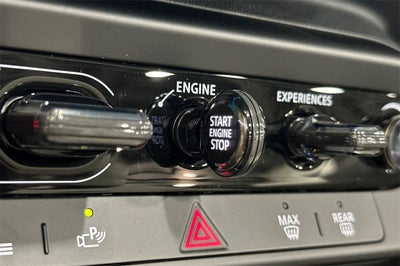 ENGINE
EXPERIENCES
START
ENGINE
STOP
P
MAX
REAR